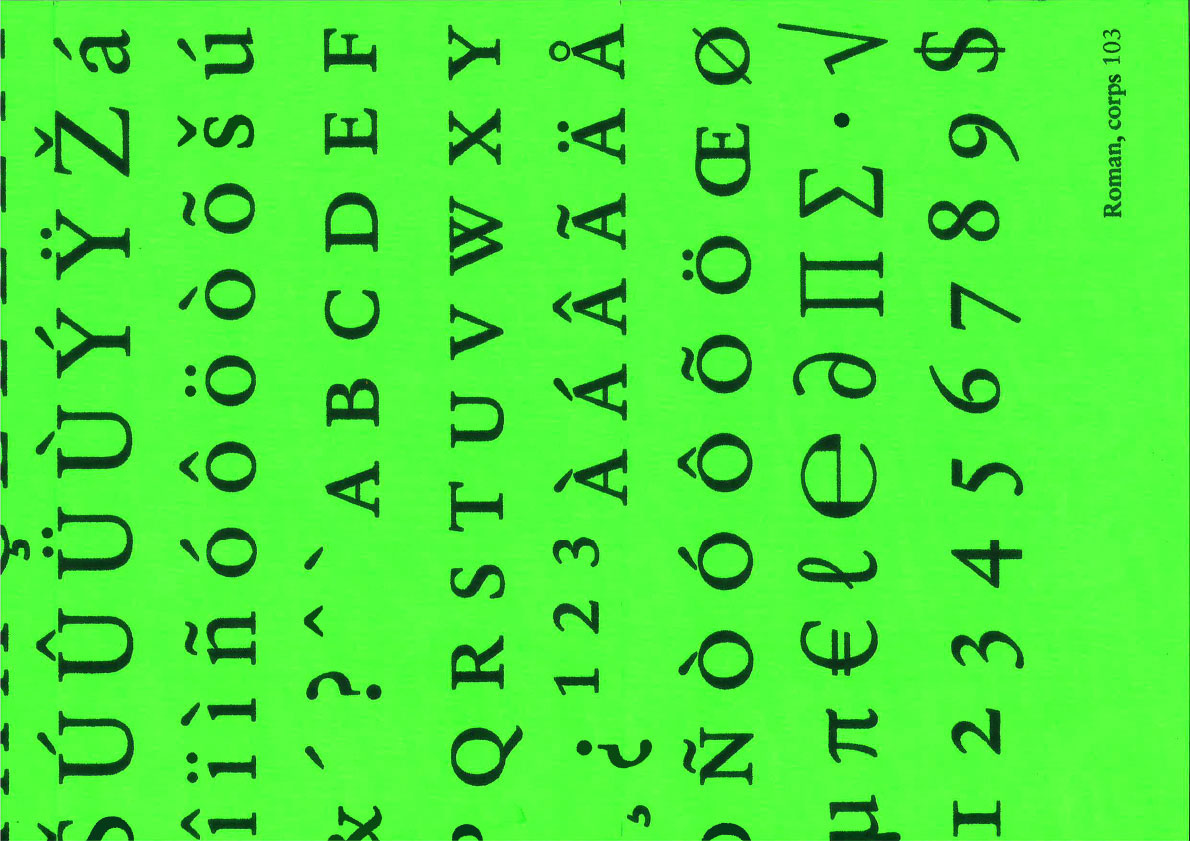 Š Ú Û Ü Ù Ý Ÿ Ž á
î ï ì ñ ó ô ö ò õ š ú
& ´ ? ^ ` A B C D E F
Q R S T U V W X Y
¸ ¿ 1 2 3 À Á Â Ã Ä Å
Ñ Ò Ó Ô Õ Ö Œ Ø
µ π € ℓ ℮ ∂ ∏ ∑ · √
1 2 3 4 5 6 7 8 9 $
Roman, corps 103